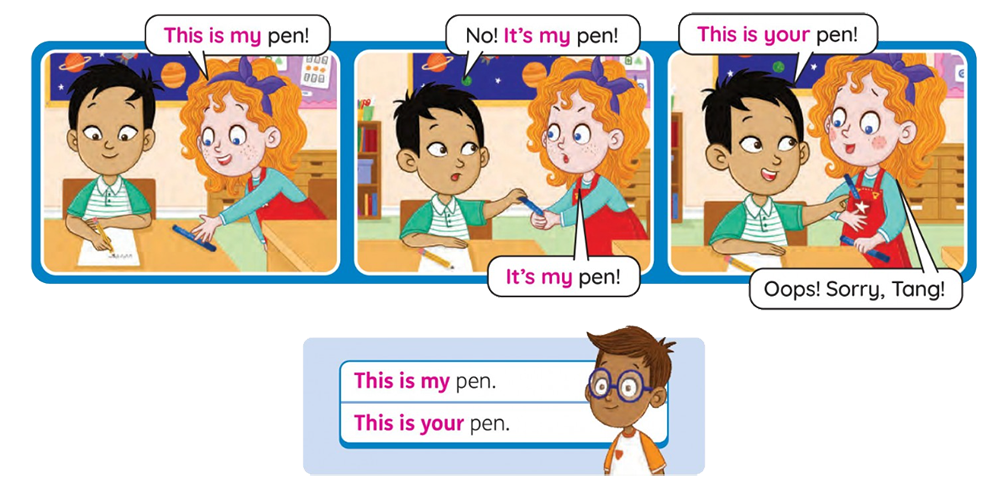 This is my pen!
No! It's my pen!
It's my pen!
This is your pen!
Oops! Sorry, Tang!
This is my pen.
This is your pen.